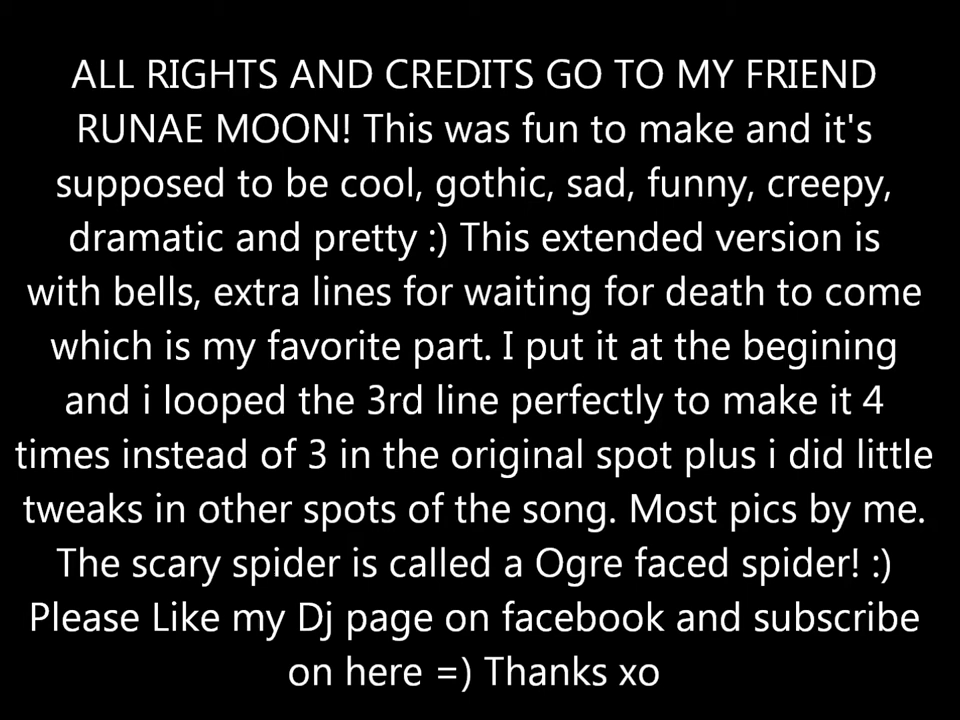 ALL RIGHTS AND CREDITS GO TO MY FRIEND
RUNAE MOON! This was fun to make and it's
supposed to be cool, gothic, sad, funny, creepy,
dramatic and pretty :) This extended version is
with bells, extra lines for waiting for death to come
which is my favorite part. I put it at the begining
and i looped the 3rd line perfectly to make it 4
times instead of 3 in the original spot plus i did little
tweaks in other spots of the song. Most pics by me.
The scary spider is called a Ogre faced spider! :)
Please Like my Dj page on facebook and subscribe
on here =) Thanks xo